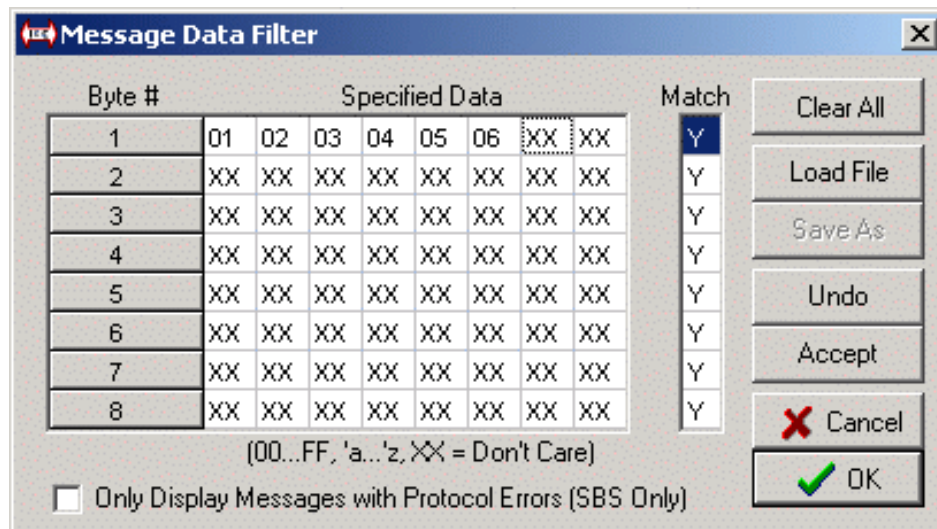 Message Data Filter
Byte # Specified Data Match
1 01 02 03 04 05 06 XX XX Y
2 XX XX XX XX XX XX XX XX Y
3 XX XX XX XX XX XX XX XX Y
4 XX XX XX XX XX XX XX XX Y
5 XX XX XX XX XX XX XX XX Y
6 XX XX XX XX XX XX XX XX Y
7 XX XX XX XX XX XX XX XX Y
8 XX XX XX XX XX XX XX XX Y
(00...FF, 'a...'z, XX = Don't Care)
Only Display Messages with Protocol Errors (SBS Only)
Clear All
Load File
Save As
Undo
Accept
Cancel
OK